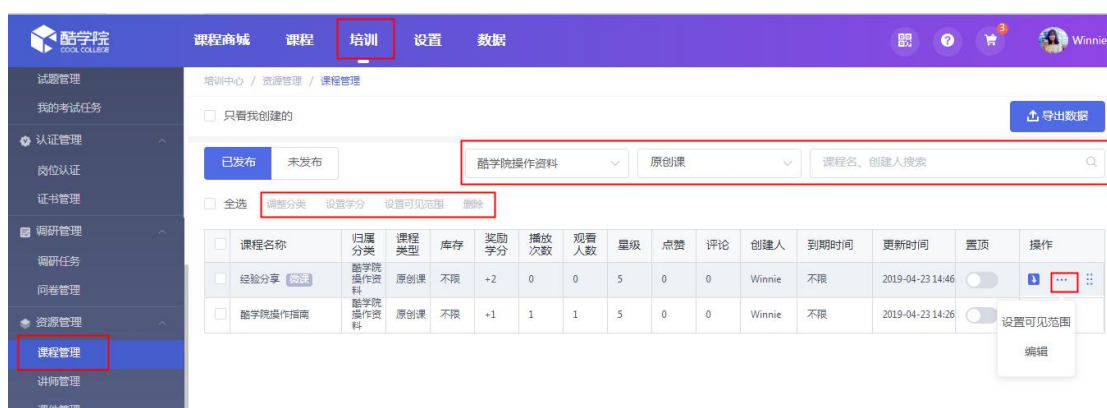 酷学院
COOL COLLEGE
课程商城 课程 培训 设置 数据
3
Winnie
试题管理
我的考试任务
认证管理
岗位认证
证书管理
调研管理
调研任务
问卷管理
资源管理
课程管理
讲师管理
培训中心 / 资源管理 / 课程管理
只看我创建的
导出数据
已发布 未发布
酷学院操作资料 原创课 课程名、创建人搜索
全选 调整分类 设置学分 设置可见范围 删除
课程名称 归属分类 课程类型 库存 奖励学分 播放次数 观看人数 星级 点赞 评论 创建人 到期时间 更新时间 置顶 操作
经验分享 微课 酷学院操作资料 原创课 不限 +2 0 0 5 0 0 Winnie 不限 2019-04-23 14:46
酷学院操作指南 酷学院操作资料 原创课 不限 +1 1 1 5 0 0 Winnie 不限 2019-04-23 14:26
设置可见范围
编辑